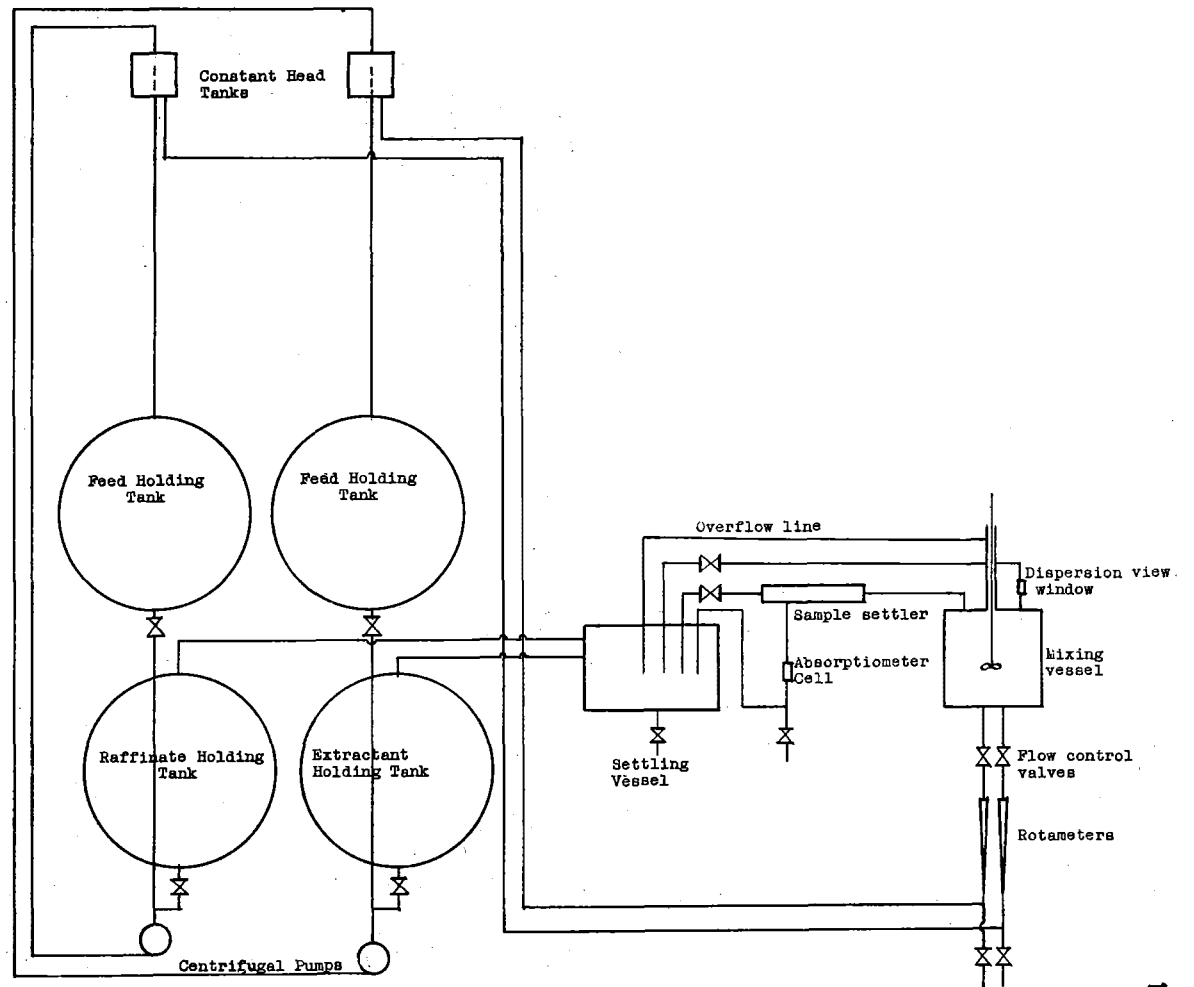 Constant Head
Tanks
Feed Holding
Tank
Feed Holding
Tank
Overflow line
Dispersion view
window
Sample settler
Mixing
vessel
Absorptiometer
Cell
Raffinate Holding
Tank
Extractant
Holding Tank
Settling
Vessel
Flow control
valves
Rotameters
Centrifugal Pumps